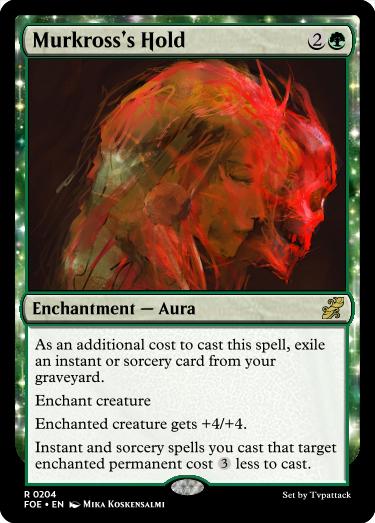 Murkross's Hold 2
Enchantment — Aura
As an additional cost to cast this spell, exile
an instant or sorcery card from your
graveyard.
Enchant creature
Enchanted creature gets +4/+4.
Instant and sorcery spells you cast that target
enchanted permanent cost 3 less to cast.
R 0204
FOE • EN Mika Koskensalmi
Set by Tvpattack